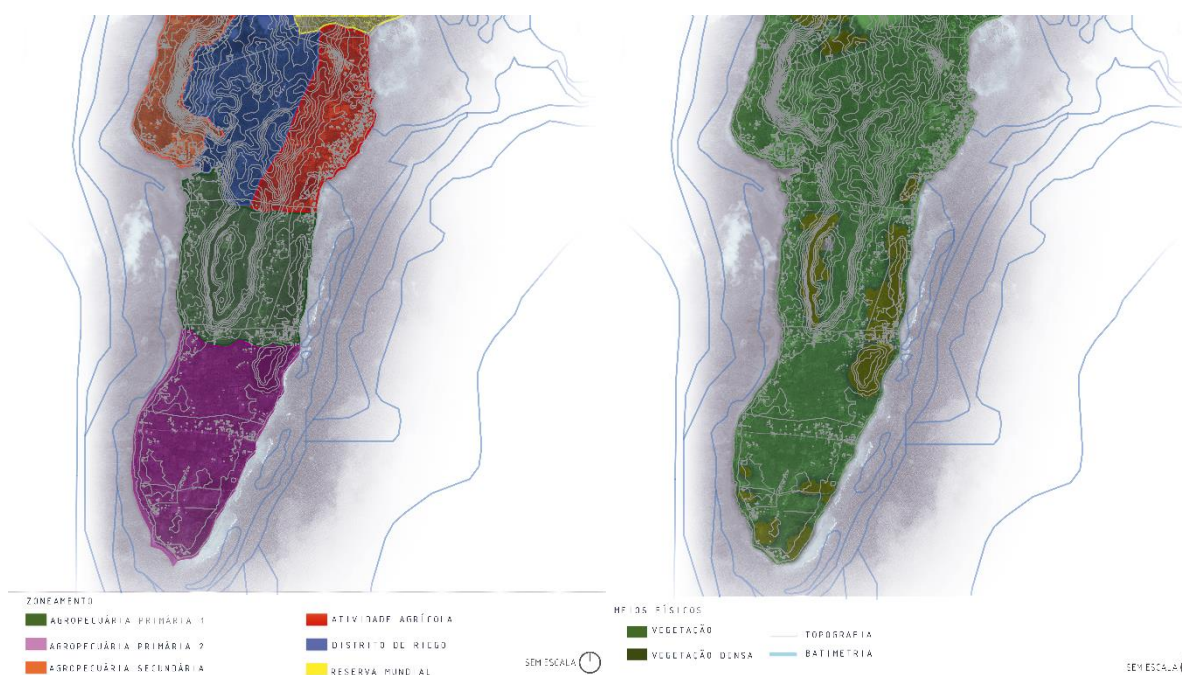 ZONEAMENTO
AGROPECUÁRIA PRIMÁRIA 1
AGROPECUÁRIA PRIMÁRIA 2
AGROPECUÁRIA SECUNDÁRIA
ATIVIDADE AGRÍCOLA
DISTRITO DE RIEGO
RESERVA MUNDIAL
SEM ESCALA
MEIOS FÍSICOS
VEGETAÇÃO
VEGETAÇÃO DENSA
TOPOGRAFIA
BATIMETRIA
SEM ESCALA